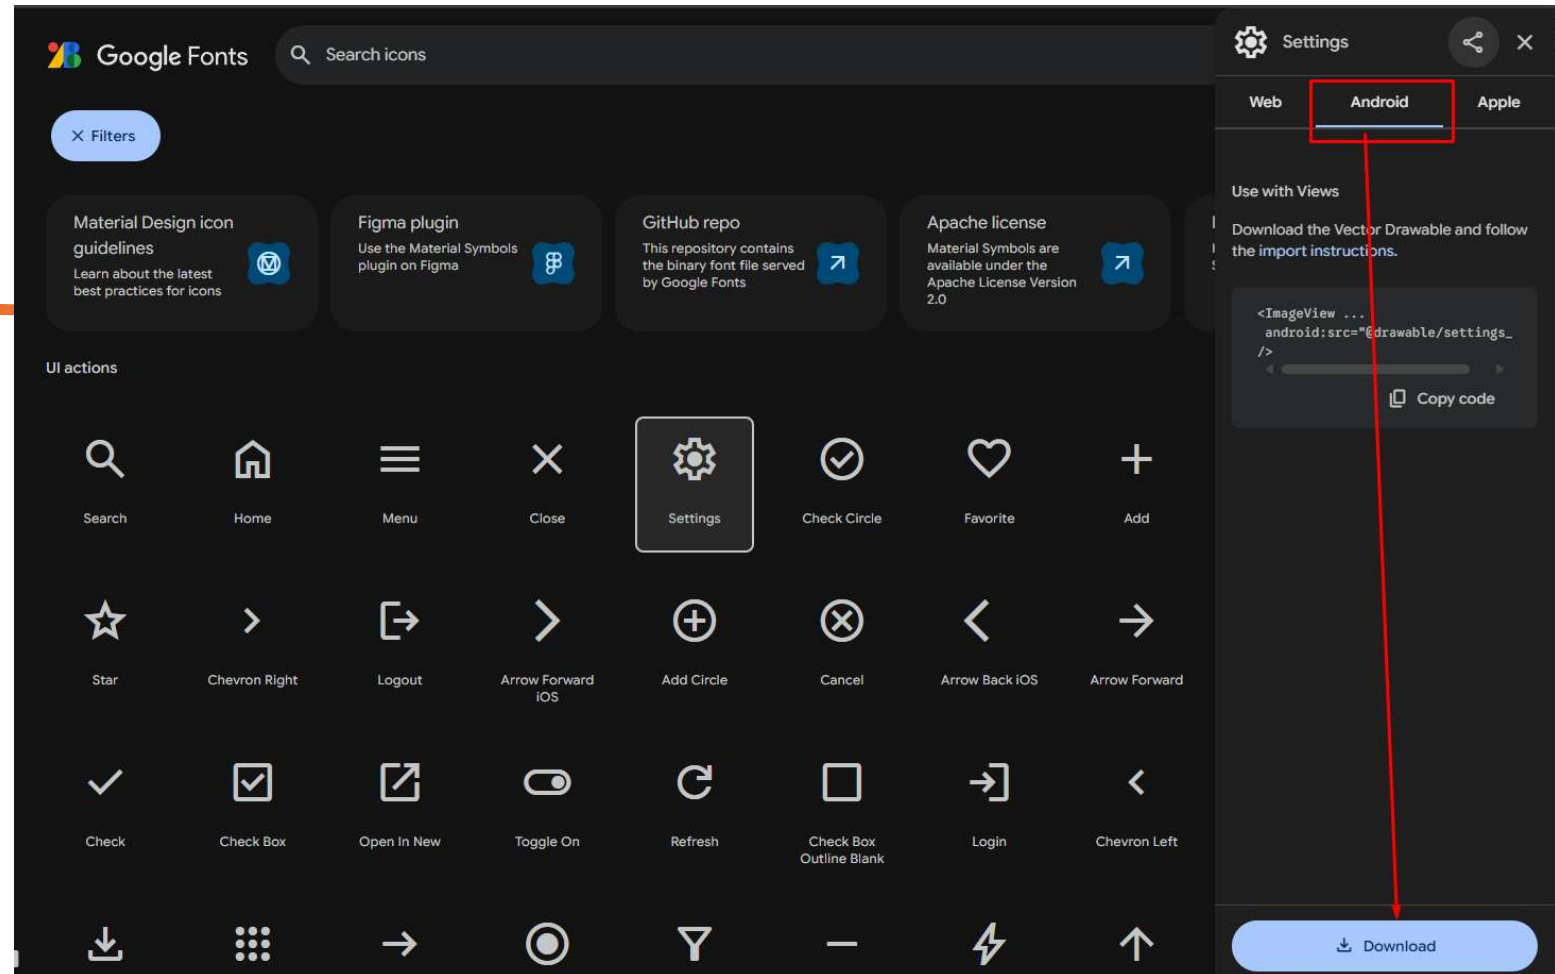 Google Fonts
Search icons
Filters
Material Design icon
guidelines
Learn about the latest
best practices for icons
Figma plugin
Use the Material Symbols
plugin on Figma
GitHub repo
This repository contains
the binary font file served
by Google Fonts
Apache license
Material Symbols are
available under the
Apache License Version
2.0
UI actions
Search
Home
Menu
Close
Settings
Check Circle
Favorite
Add
Star
Chevron Right
Logout
Arrow Forward
iOS
Add Circle
Cancel
Arrow Back iOS
Arrow Forward
Check
Check Box
Open In New
Toggle On
Refresh
Check Box
Outline Blank
Login
Chevron Left
Settings
Web
Android
Apple
Use with Views
Download the Vector Drawable and follow
the import instructions.
<ImageView ...
android:src="@drawable/settings_
/>
Copy code
Download